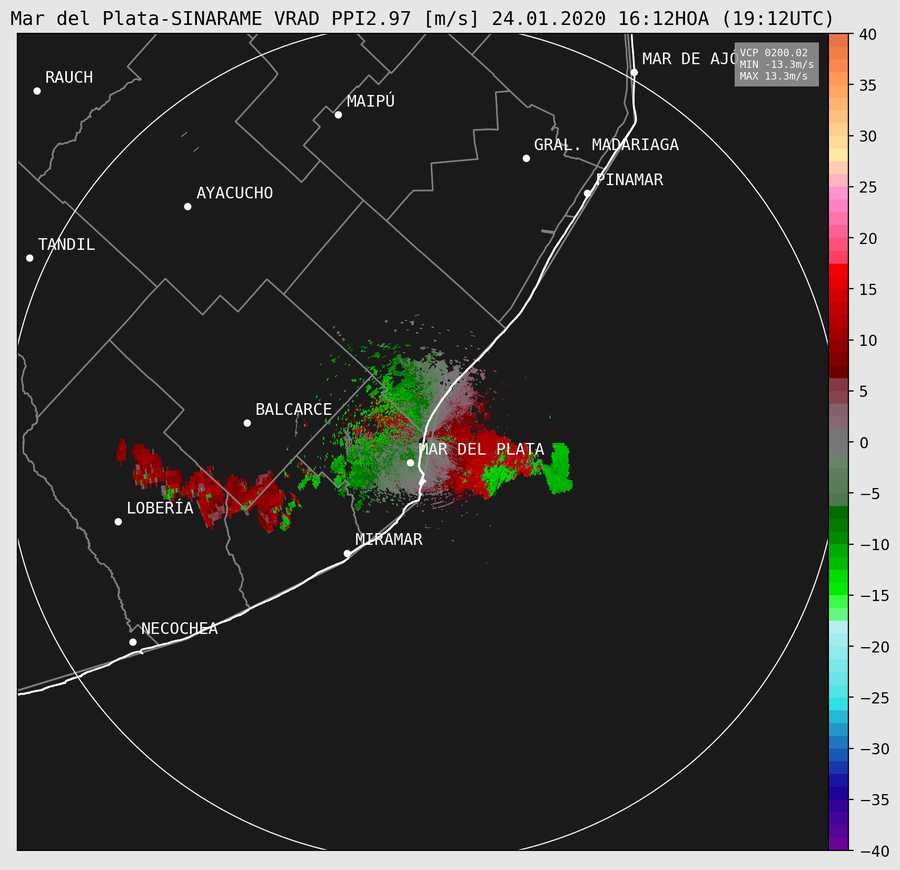 Mar del Plata-SINARAME VRAD PPI2.97 [m/s] 24.01.2020 16:12HOA (19:12UTC)
MAR DE AJÓ
VCP 0200.02
MIN -13.3m/s
MAX 13.3m/s
RAUCH
MAIPÚ
GRAL. MADARIAGA
PINAMAR
AYACUCHO
TANDIL
BALCARCE
MAR DEL PLATA
LOBERÍA
MIRAMAR
NECOCHEA
40
35
30
25
20
15
10
5
0
−5
−10
−15
−20
−25
−30
−35
−40